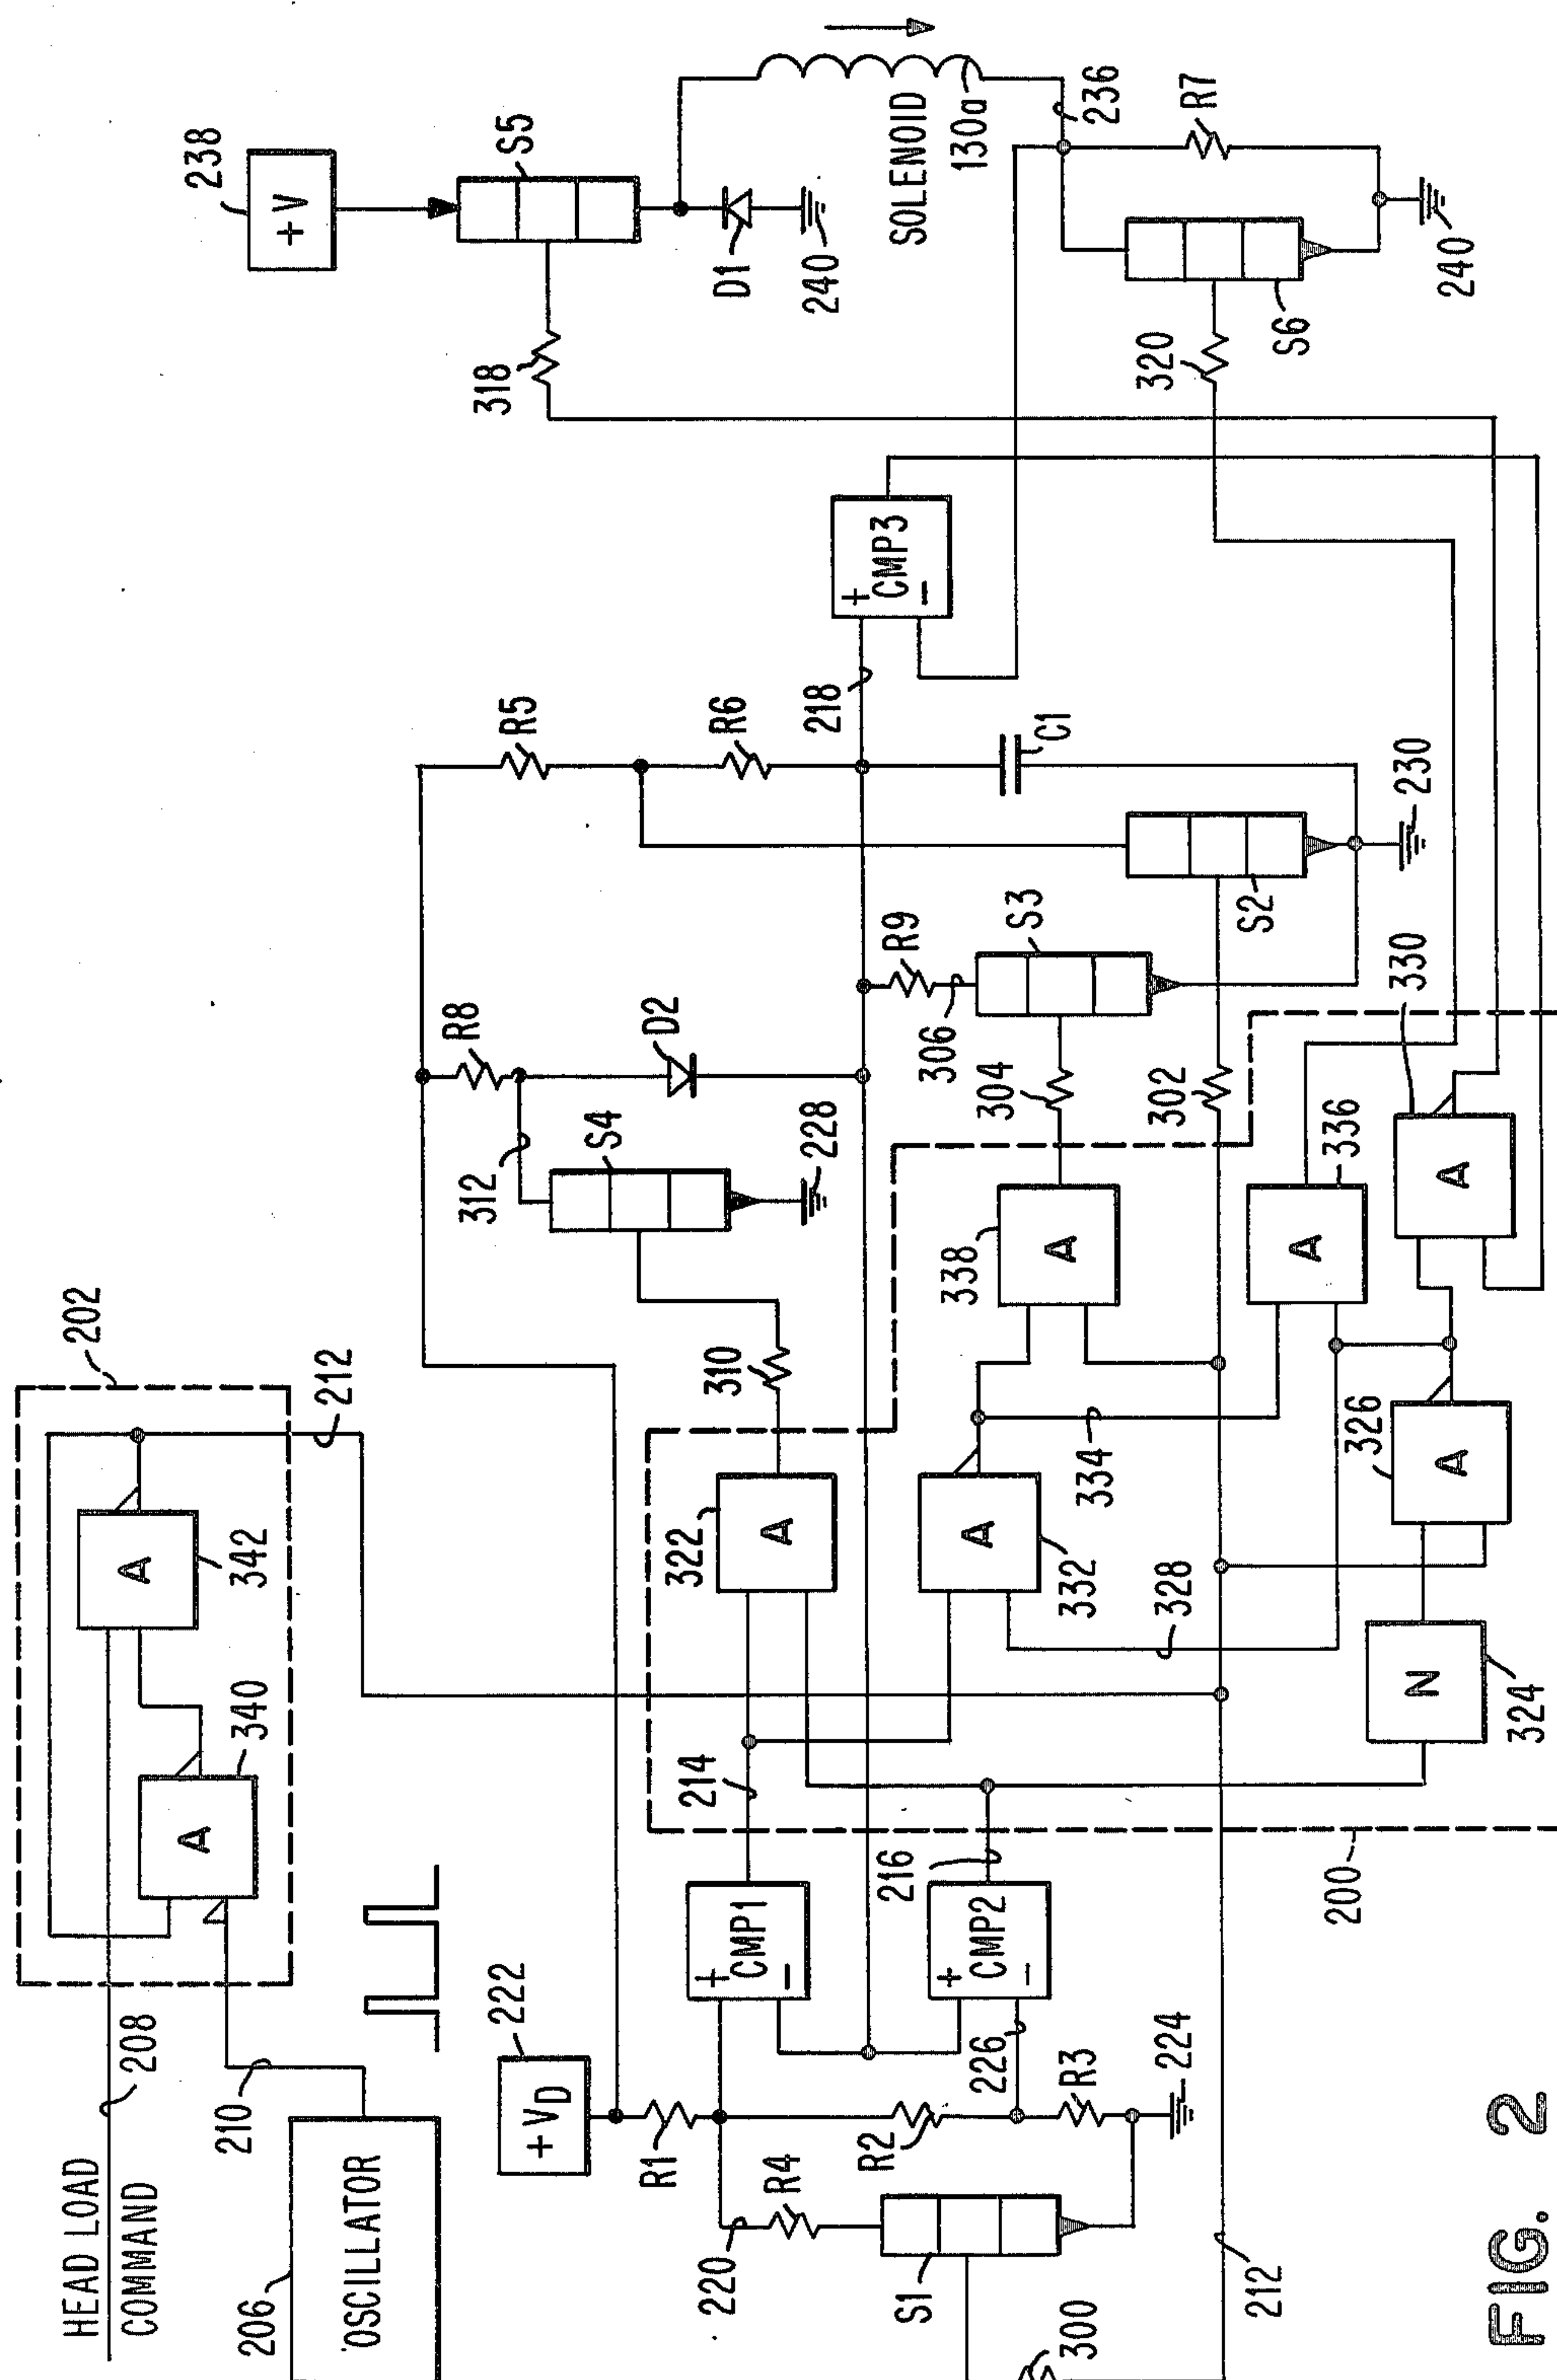 HEAD LOAD
COMMAND
208
210
206
OSCILLATOR
202
340
A
342
A
212
238
+V
S5
318
D1
240
SOLENOID
130a
236
R7
320
S6
240
222
+VD
R1
220
R4
R2
226
R3
224
S1
300
212
+
CMP1
−
+
CMP2
−
214
216
200
322
A
310
312
S4
228
R8
D2
R5
R6
218
+
CMP3
−
C1
R9
306
S3
304
S2
302
230
332
A
334
338
A
328
336
A
330
A
326
A
324
N
FIG. 2